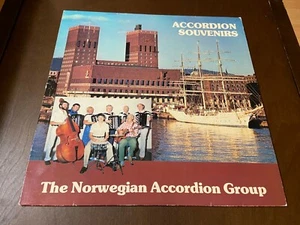 ACCORDION
SOUVENIRS
The Norwegian Accordion Group